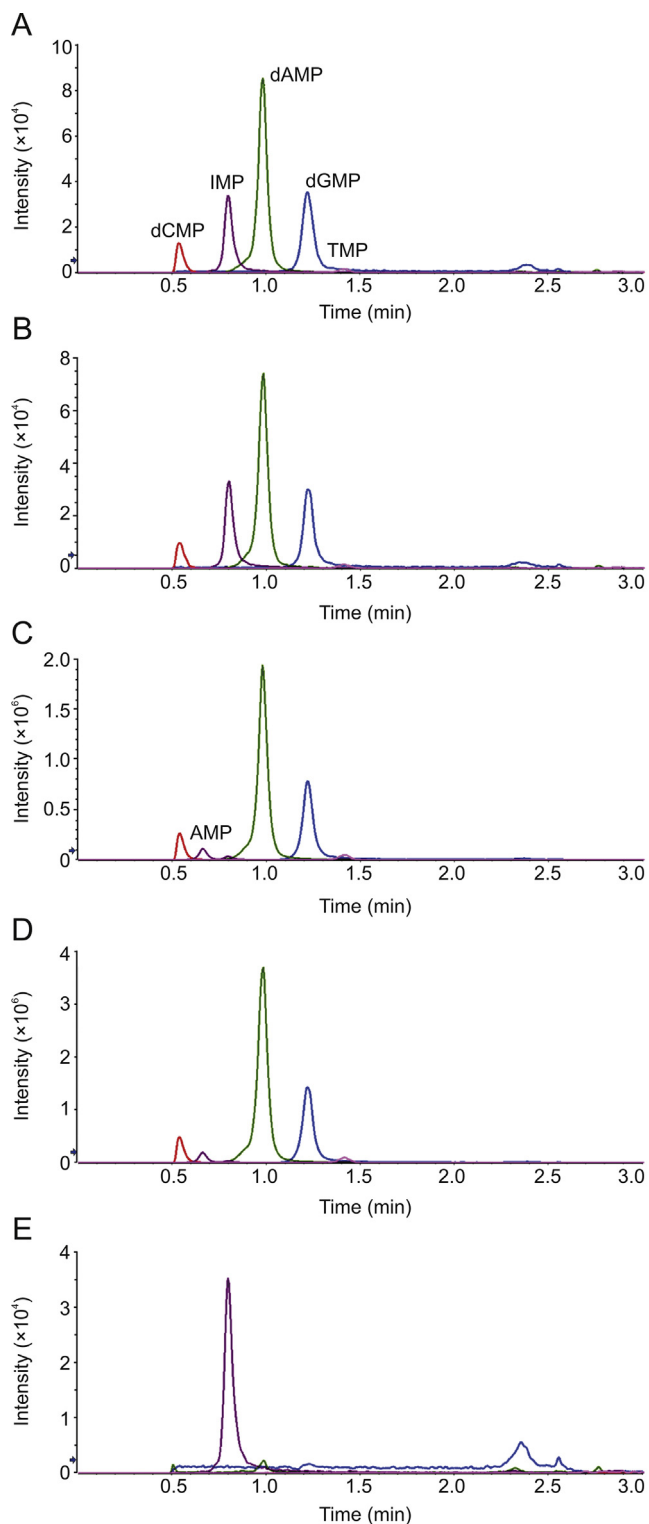 A
Intensity (×10⁴)
10
8
6
4
2
0
dCMP
IMP
dAMP
dGMP
TMP
0.5 1.0 1.5 2.0 2.5 3.0
Time (min)
B
Intensity (×10⁴)
8
6
4
2
0
0.5 1.0 1.5 2.0 2.5 3.0
Time (min)
C
Intensity (×10⁶)
2.0
1.5
1.0
0.5
0
AMP
0.5 1.0 1.5 2.0 2.5 3.0
Time (min)
D
Intensity (×10⁶)
4
3
2
1
0
0.5 1.0 1.5 2.0 2.5 3.0
Time (min)
E
Intensity (×10⁴)
4
3
2
1
0
0.5 1.0 1.5 2.0 2.5 3.0
Time (min)